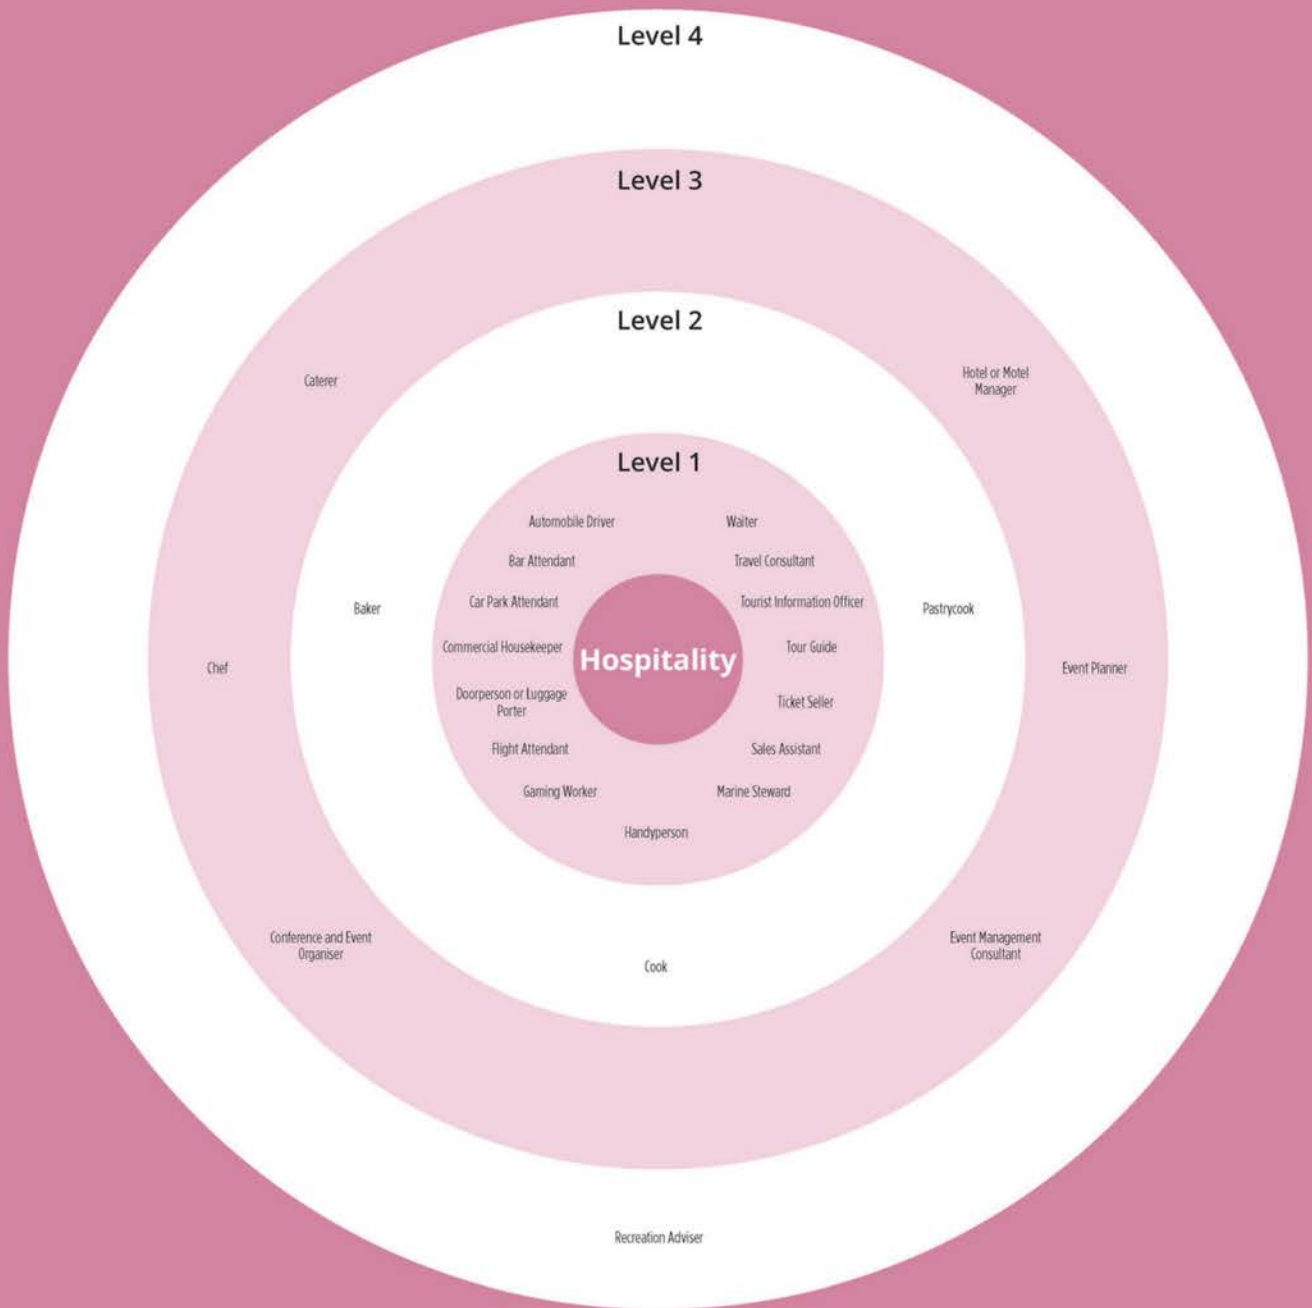 Level 4
Level 3
Level 2
Level 1
Caterer
Hotel or Motel
Manager
Automobile Driver
Waiter
Bar Attendant
Travel Consultant
Car Park Attendant
Tourist Information Officer
Baker
Pastrycook
Commercial Housekeeper
Tour Guide
Hospitality
Chef
Event Planner
Doorperson or Luggage
Porter
Ticket Seller
Flight Attendant
Sales Assistant
Gaming Worker
Marine Steward
Handyperson
Conference and Event
Organiser
Event Management
Consultant
Cook
Recreation Adviser